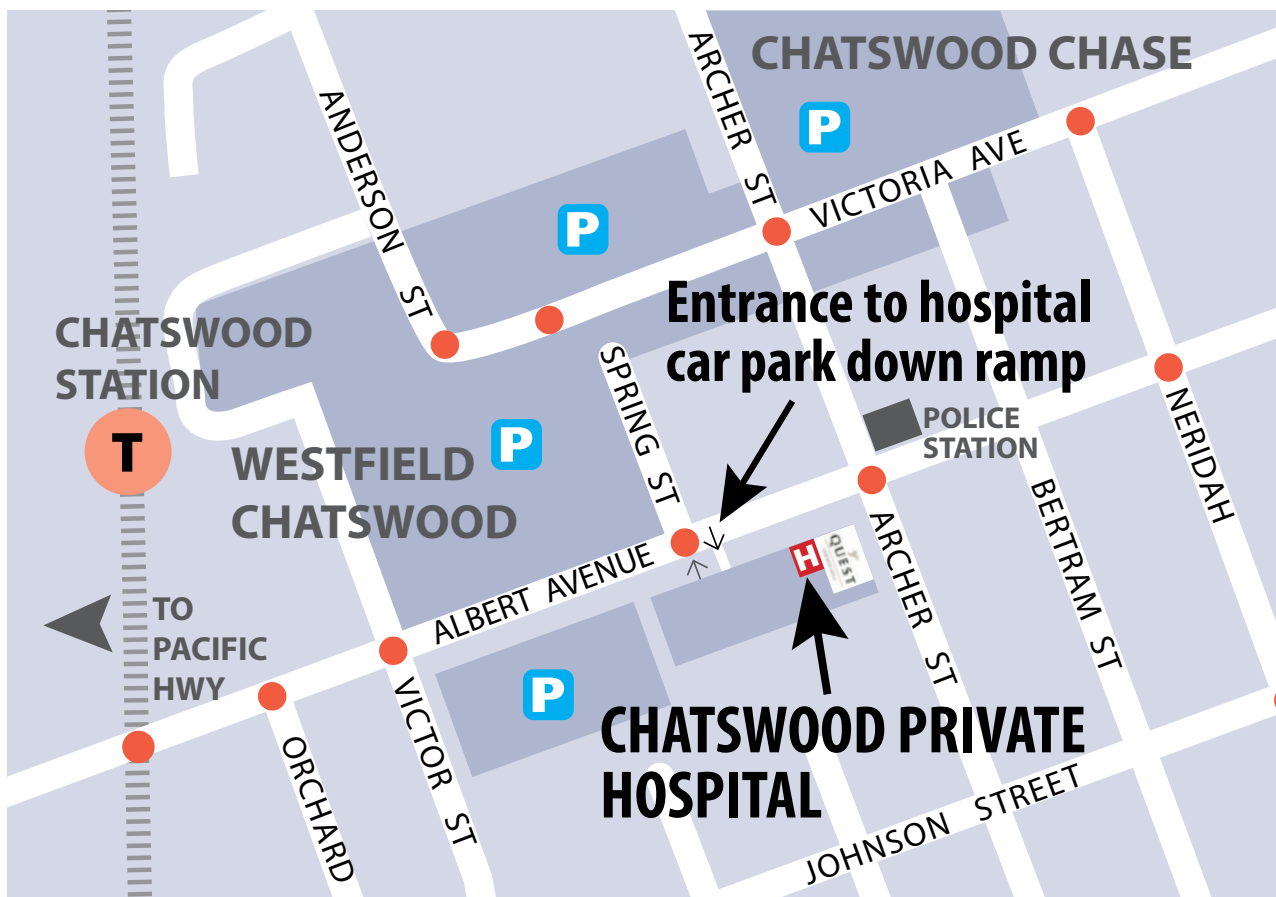 CHATSWOOD CHASE
ARCHER ST
ANDERSON ST
P
VICTORIA AVE
P
Entrance to hospital
car park down ramp
CHATSWOOD
STATION
T
SPRING ST
POLICE
STATION
NERIDAH
WESTFIELD
CHATSWOOD
P
BERTRAM ST
ARCHER ST
H
QUEST
ALBERT AVENUE
TO
PACIFIC
HWY
P
VICTOR ST
ORCHARD
CHATSWOOD PRIVATE
HOSPITAL
JOHNSON STREET